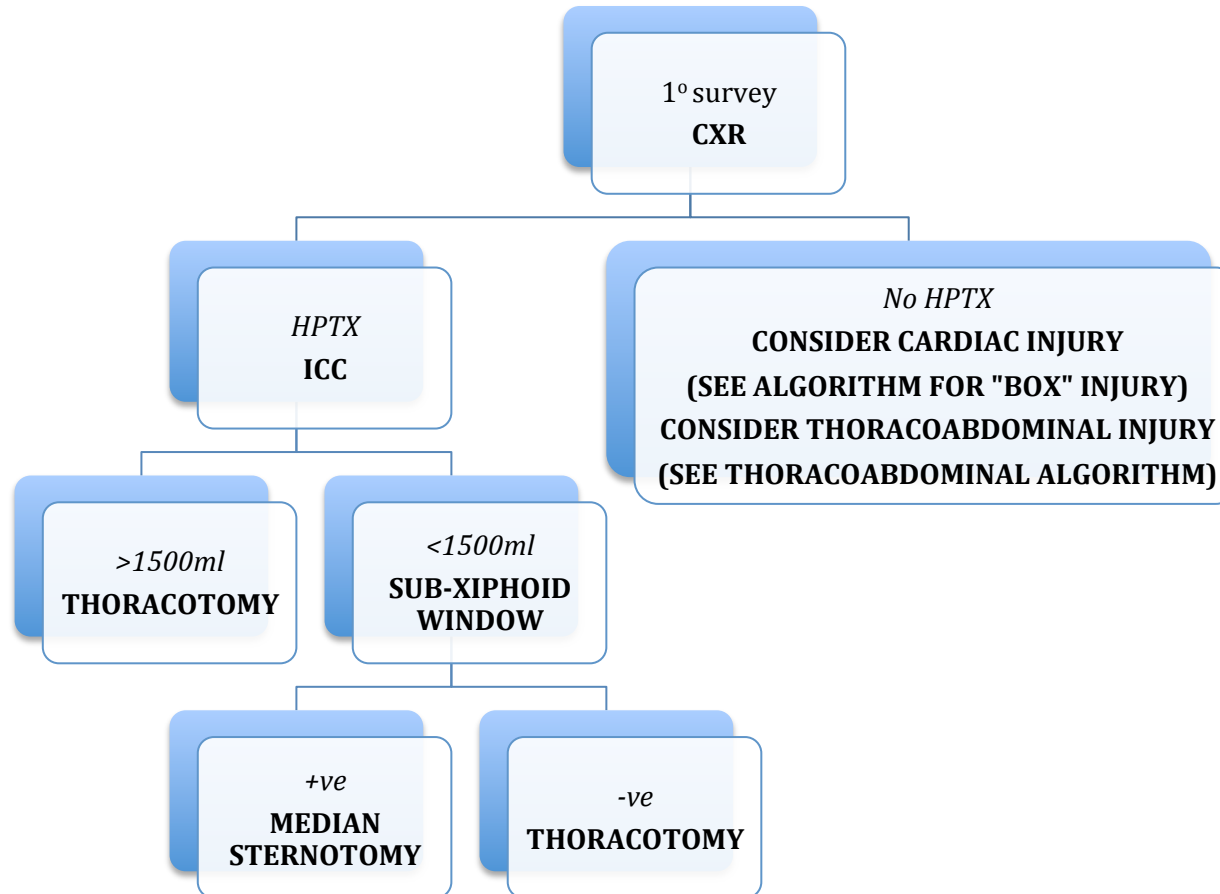 1º survey
CXR
HPTX
ICC
No HPTX
CONSIDER CARDIAC INJURY
(SEE ALGORITHM FOR "BOX" INJURY)
CONSIDER THORACOABDOMINAL INJURY
(SEE THORACOABDOMINAL ALGORITHM)
>1500ml
THORACOTOMY
<1500ml
SUB-XIPHOID
WINDOW
+ve
MEDIAN
STERNOTOMY
-ve
THORACOTOMY